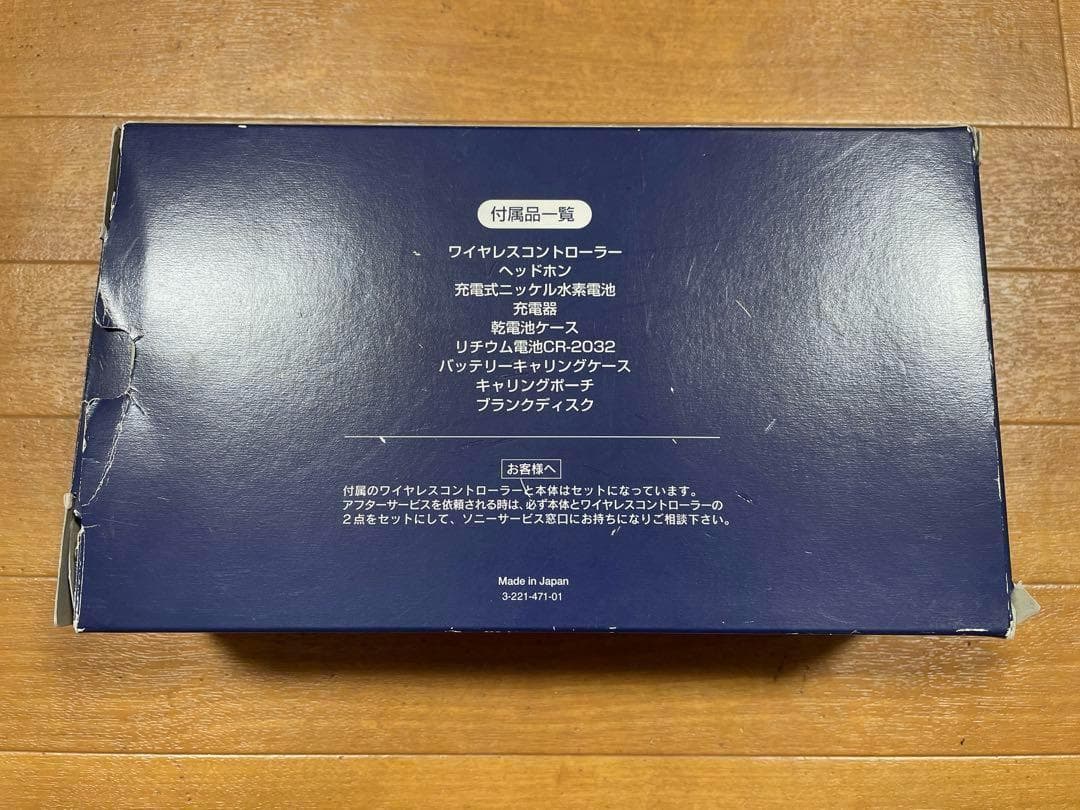 付属品一覧
ワイヤレスコントローラー
ヘッドホン
充電式ニッケル水素電池
充電器
乾電池ケース
リチウム電池CR-2032
バッテリーキャリングケース
キャリングポーチ
ブランクディスク
お客様へ
付属のワイヤレスコントローラーと本体はセットになっています。
アフターサービスを依頼される時は、必ず本体とワイヤレスコントローラーの
2点をセットにして、ソニーサービス窓口にお持ちになりご相談下さい。
Made in Japan
3-221-471-01